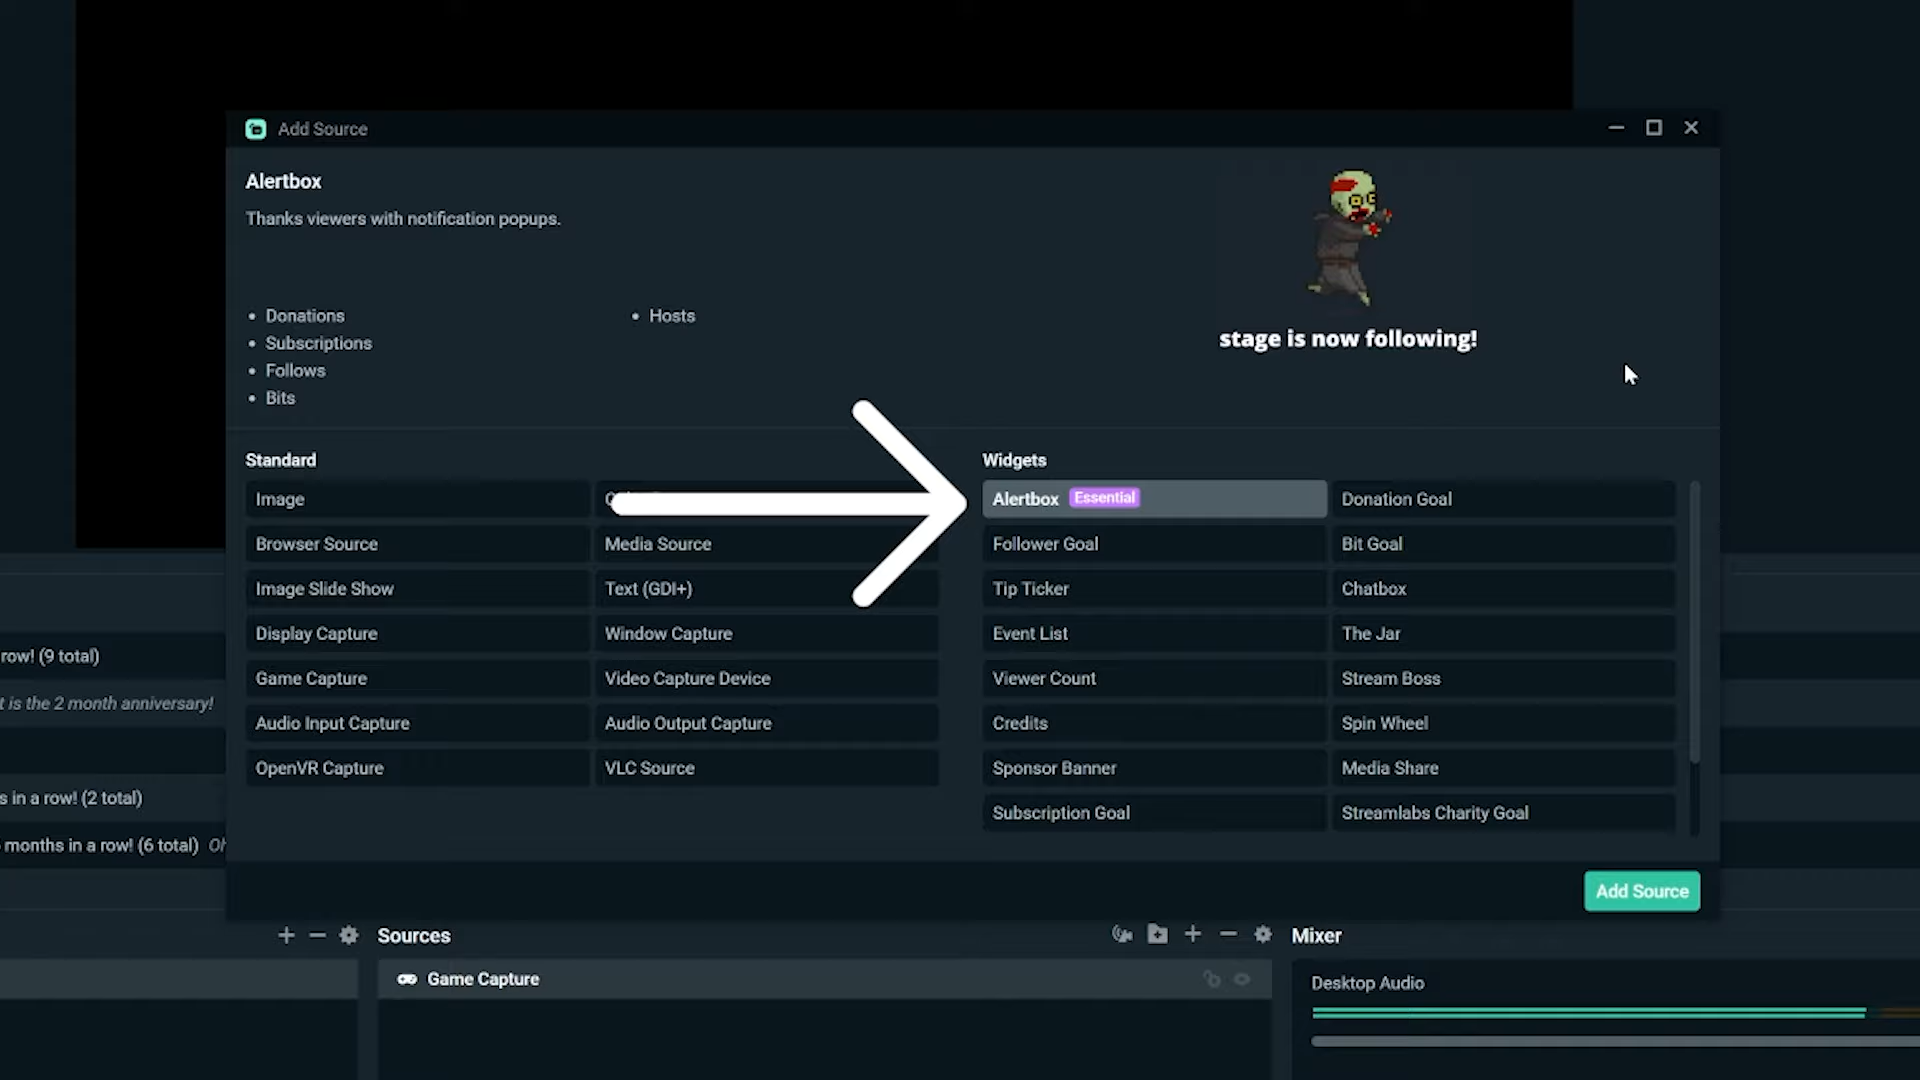 Add Source
Alertbox
Thanks viewers with notification popups.
Donations
Hosts
Subscriptions
Follows
Bits
stage is now following!
Standard
Image
Browser Source
Media Source
Image Slide Show
Text (GDI+)
Display Capture
Window Capture
Game Capture
Video Capture Device
Audio Input Capture
Audio Output Capture
OpenVR Capture
VLC Source
Widgets
Alertbox Essential
Donation Goal
Follower Goal
Bit Goal
Tip Ticker
Chatbox
Event List
The Jar
Viewer Count
Stream Boss
Credits
Spin Wheel
Sponsor Banner
Media Share
Subscription Goal
Streamlabs Charity Goal
Add Source
row! (9 total)
t is the 2 month anniversary!
s in a row! (2 total)
months in a row! (6 total)
Sources
Game Capture
Mixer
Desktop Audio